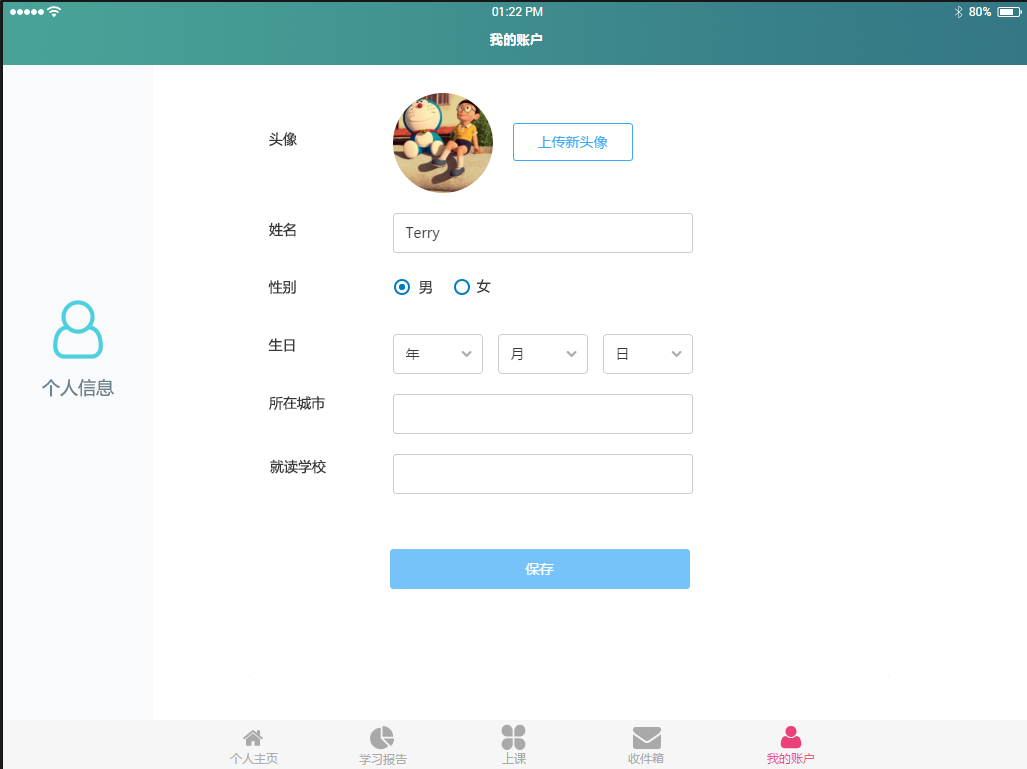 01:22 PM
80%
我的账户
头像
上传新头像
姓名
Terry
性别
男 女
生日
年 月 日
所在城市
就读学校
个人信息
保存
个人主页
学习报告
上课
收件箱
我的账户